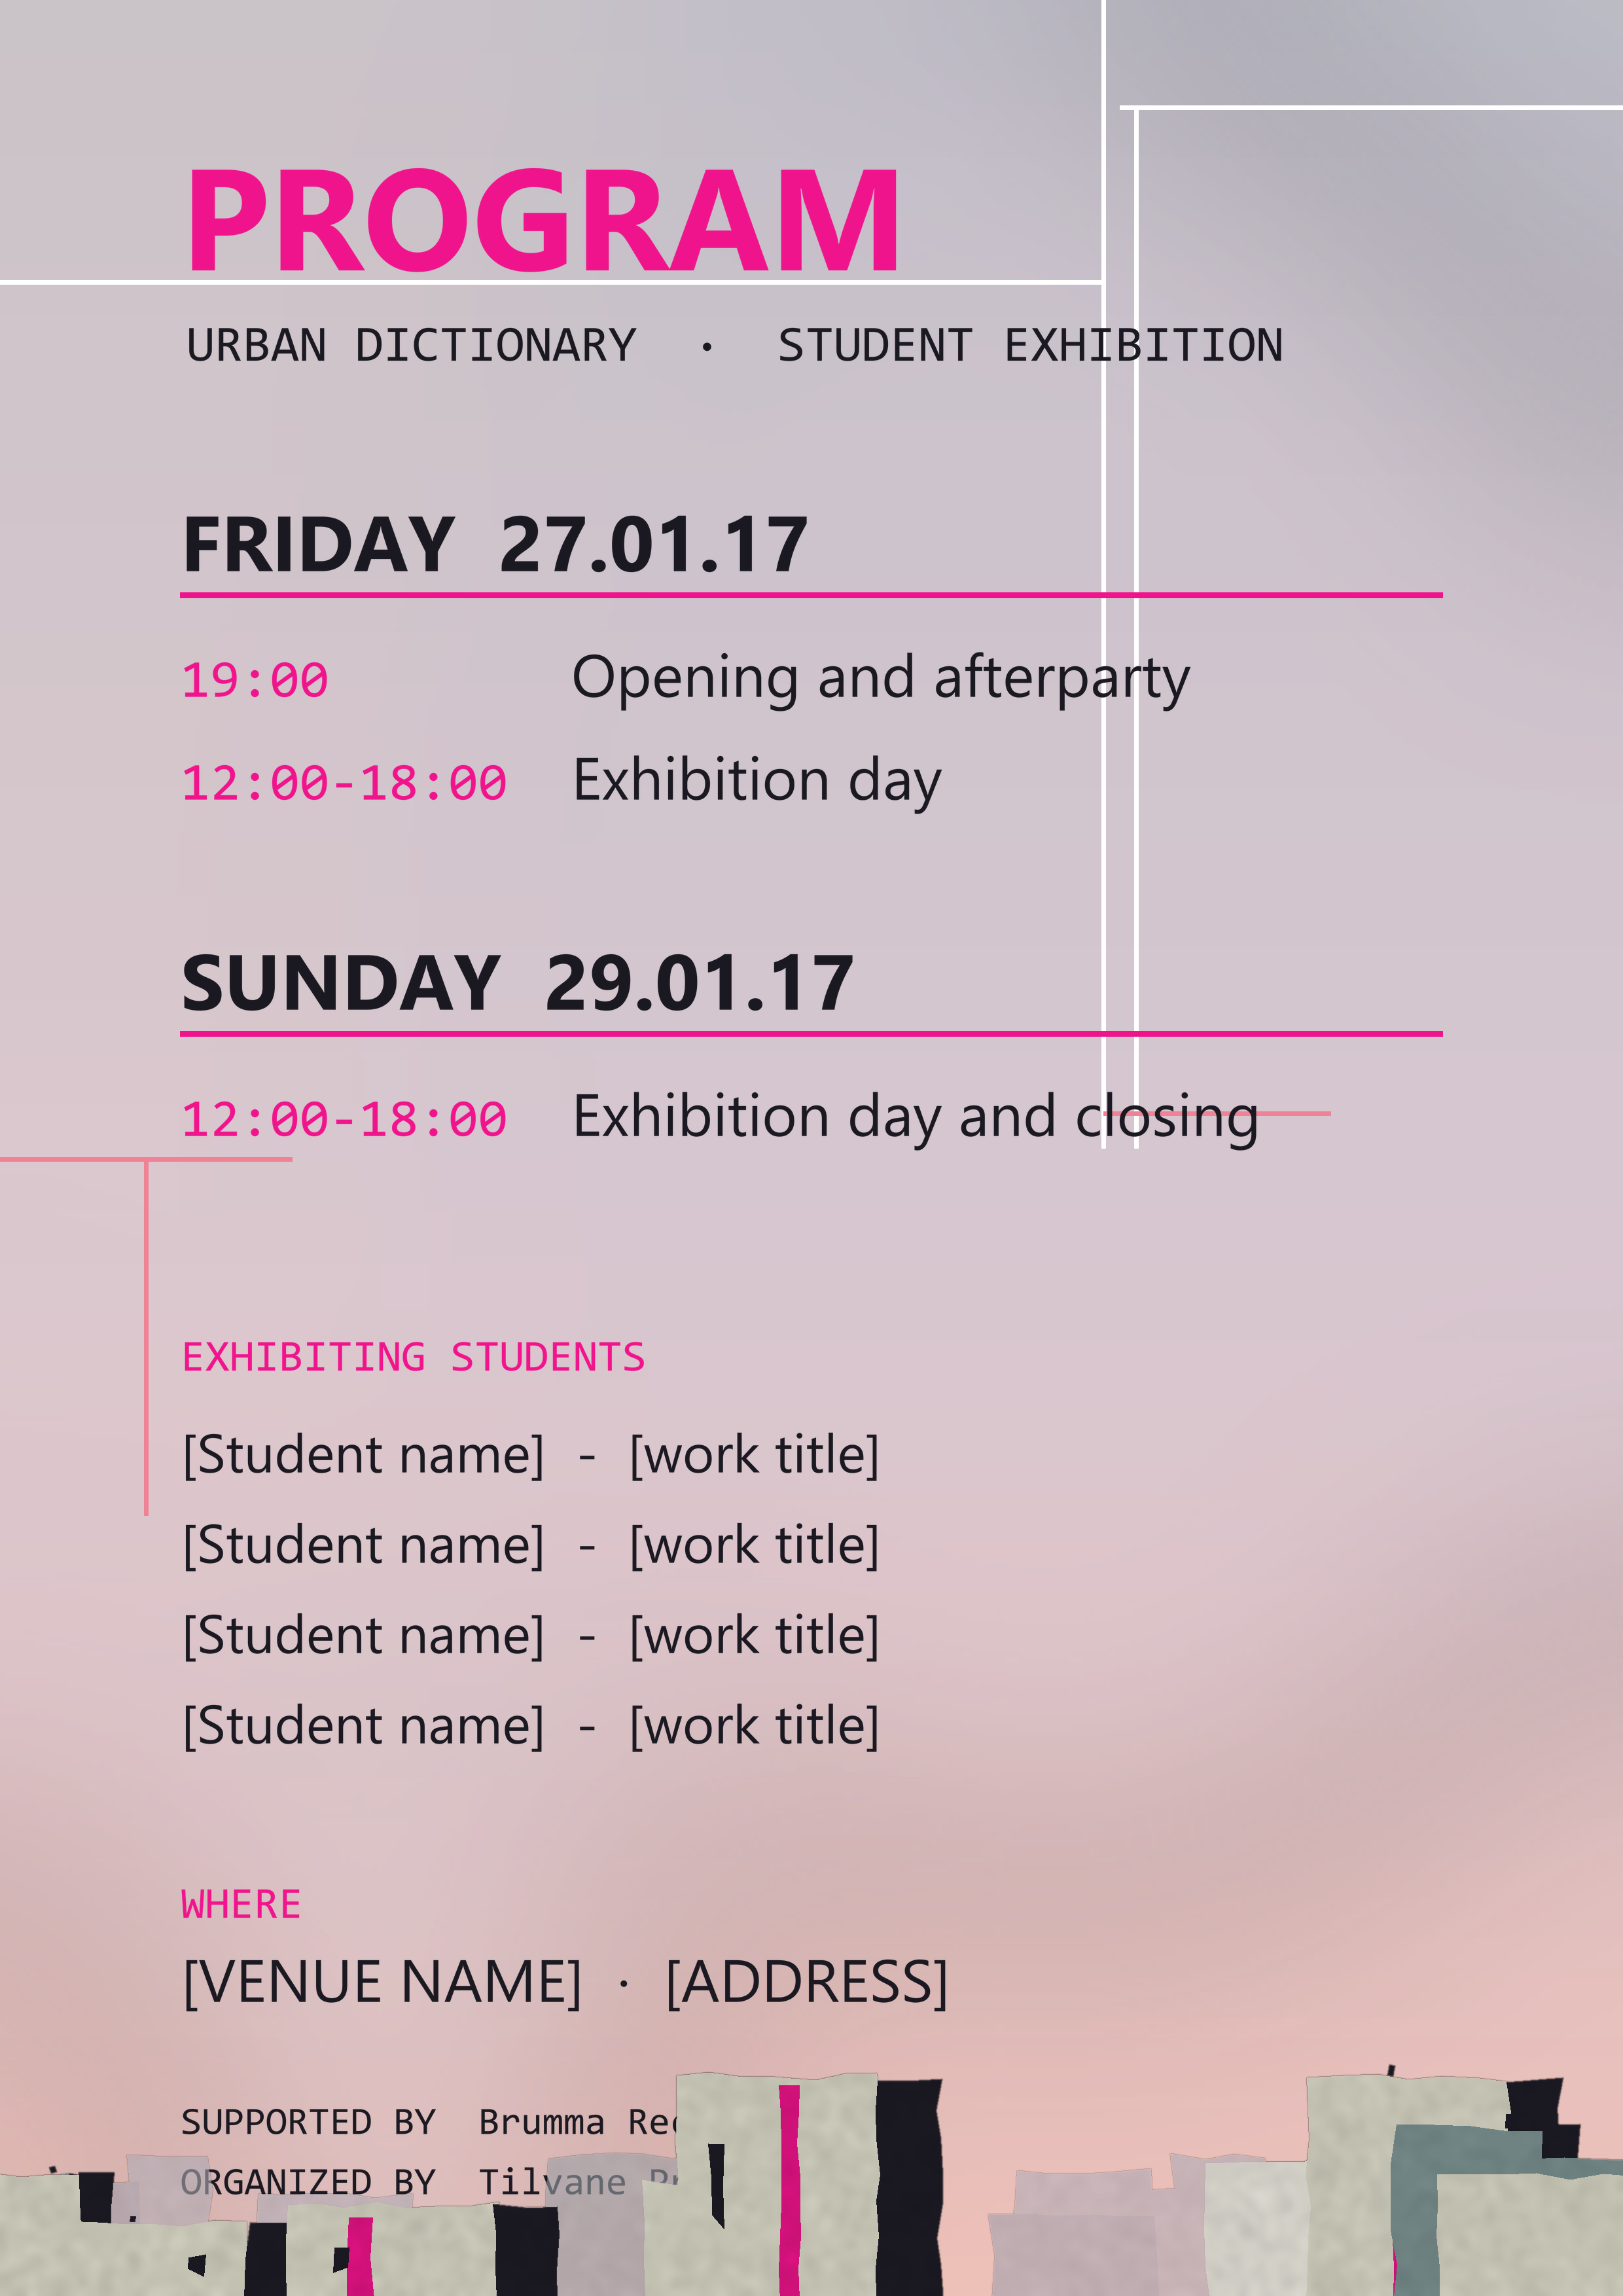 PROGRAM
URBAN DICTIONARY · STUDENT EXHIBITION
FRIDAY 27.01.17
19:00 Opening and afterparty
12:00-18:00 Exhibition day
SUNDAY 29.01.17
12:00-18:00 Exhibition day and closing
EXHIBITING STUDENTS
[Student name] - [work title]
[Student name] - [work title]
[Student name] - [work title]
[Student name] - [work title]
WHERE
[VENUE NAME] · [ADDRESS]
SUPPORTED BY Brumma
ORGANIZED BY Tilvane